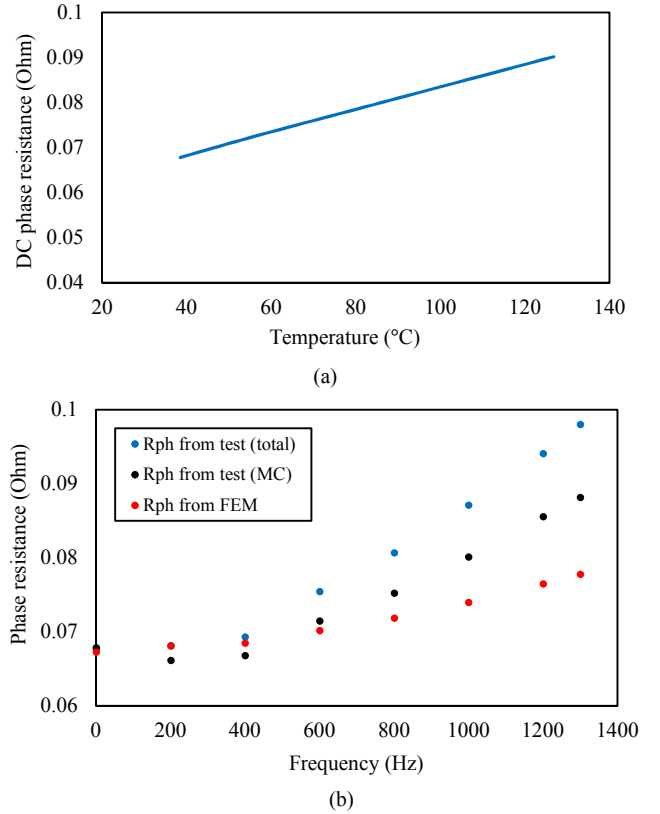 0.1
0.09
0.08
0.07
0.06
0.05
0.04
DC phase resistance (Ohm)
20 40 60 80 100 120 140
Temperature (°C)
(a)
0.1
0.09
0.08
0.07
0.06
Phase resistance (Ohm)
Rph from test (total)
Rph from test (MC)
Rph from FEM
0 200 400 600 800 1000 1200 1400
Frequency (Hz)
(b)